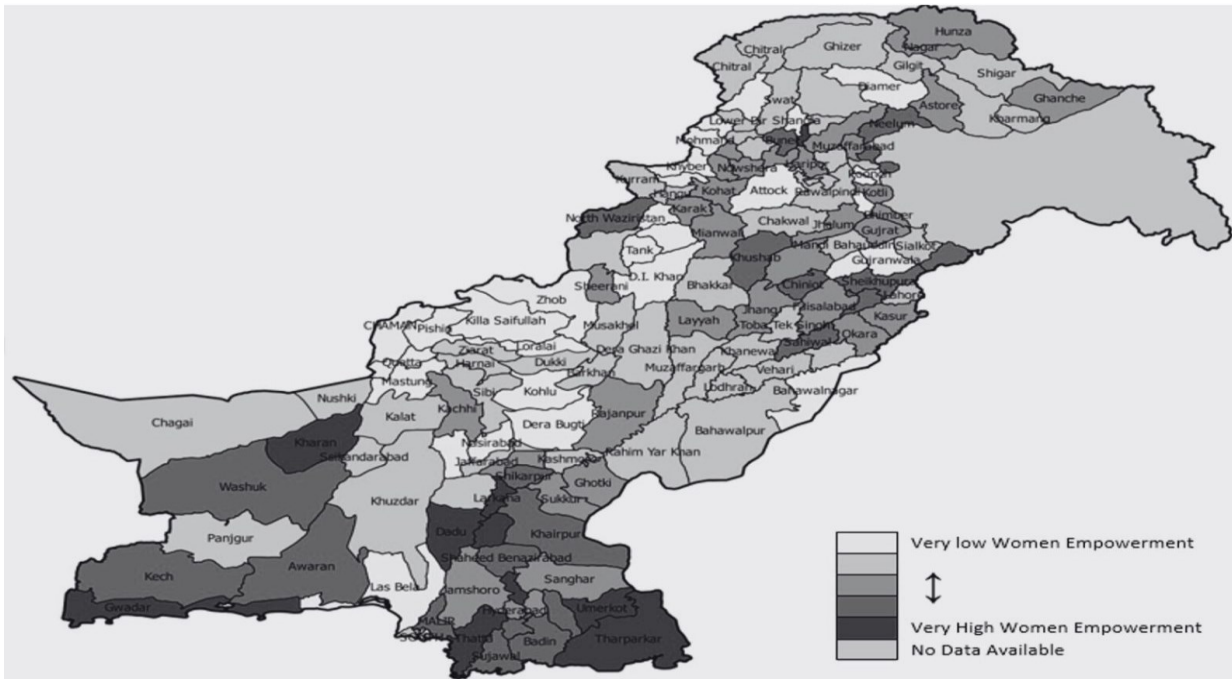 Hunza
Chitral
Ghizer
Nagar
Chitral
Gilgit
Shigar
Diamer
Swat
Astore
Ghanche
Kharmang
Lower Dir
Shangla
Neelum
Mohmand
Buner
Muzaffarabad
Khyber
Nowshera
Haripur
Kurram
Hangu
Kohat
Attock
Rawalpindi
Kotli
Karak
North Waziristan
Chakwal
Jhelum
Bhimber
Mianwali
Gujrat
Mandi Bahauddin
Sialkot
Tank
Khushab
Gujranwala
D.I. Khan
Sheerani
Bhakkar
Chiniot
Sheikhupura
Lahore
Zhob
Faisalabad
Jhang
Kasur
CHAMAN
Pishin
Killa Saifullah
Musakhel
Layyah
Toba Tek Singh
Okara
Sahiwal
Loralai
Ziarat
Dera Ghazi Khan
Khanewal
Quetta
Harnai
Dukki
Barkhan
Muzaffargarh
Vehari
Mastung
Sibi
Kohlu
Lodhran
Bahawalnagar
Nushki
Kachhi
Rajanpur
Chagai
Kalat
Dera Bugti
Bahawalpur
Kharan
Nasirabad
Rahim Yar Khan
Jaffarabad
Kashmore
Shikarpur
Washuk
Ghotki
Khuzdar
Larkana
Sukkur
Panjgur
Dadu
Khairpur
Shaheed Benazirabad
Awaran
Kech
Las Bela
Jamshoro
Sanghar
Gwadar
Hyderabad
Umerkot
MALIR
Thatta
Badin
Tharparkar
Sujawal
Very low Women Empowerment
↕
Very High Women Empowerment
No Data Available